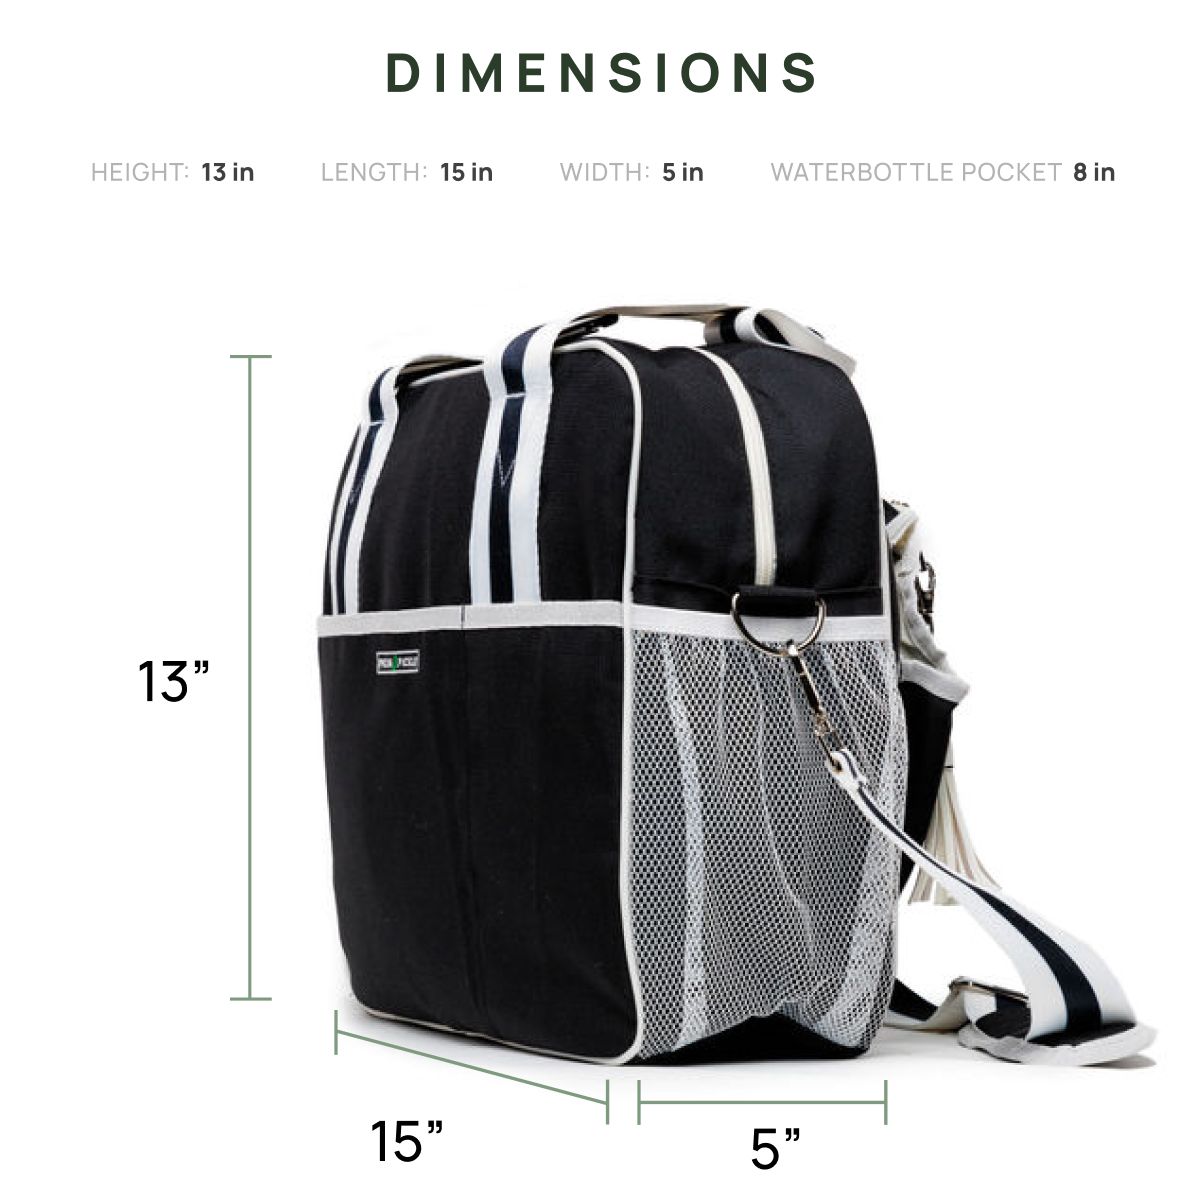 DIMENSIONS
HEIGHT: 13 in LENGTH: 15 in WIDTH: 5 in WATERBOTTLE POCKET 8 in
13”
15”
5”